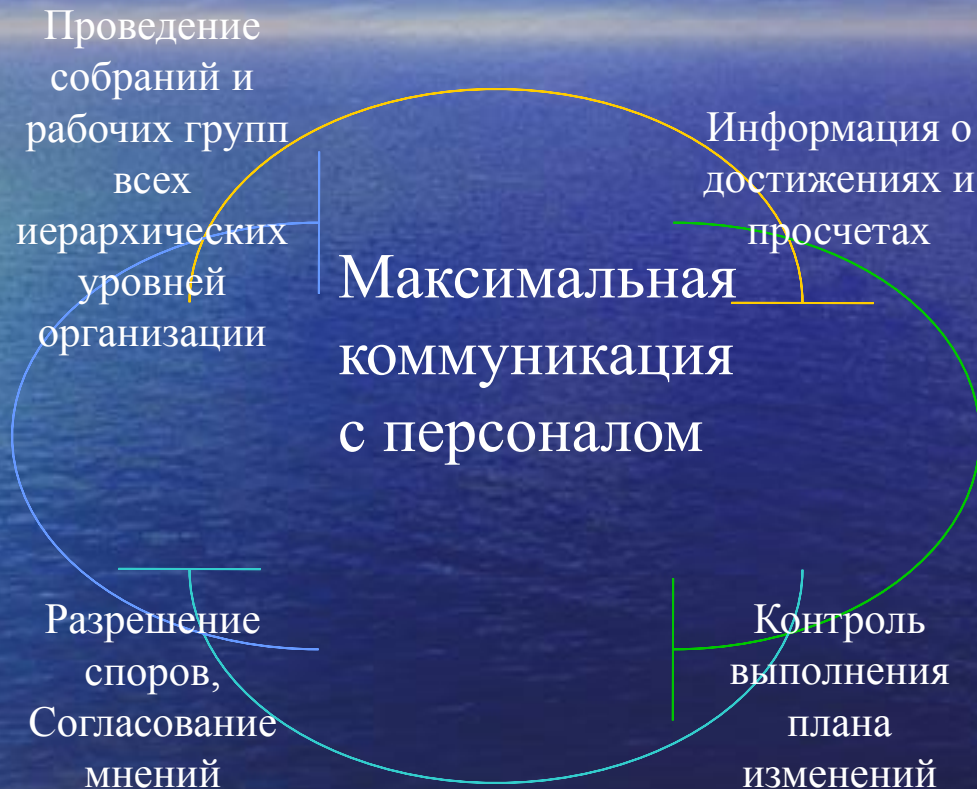 Проведение
собраний и
рабочих групп
всех
иерархических
уровней
организации
Информация о
достижениях и
просчетах
Максимальная
коммуникация
с персоналом
Разрешение
споров,
Согласование
мнений
Контроль
выполнения
плана
изменений